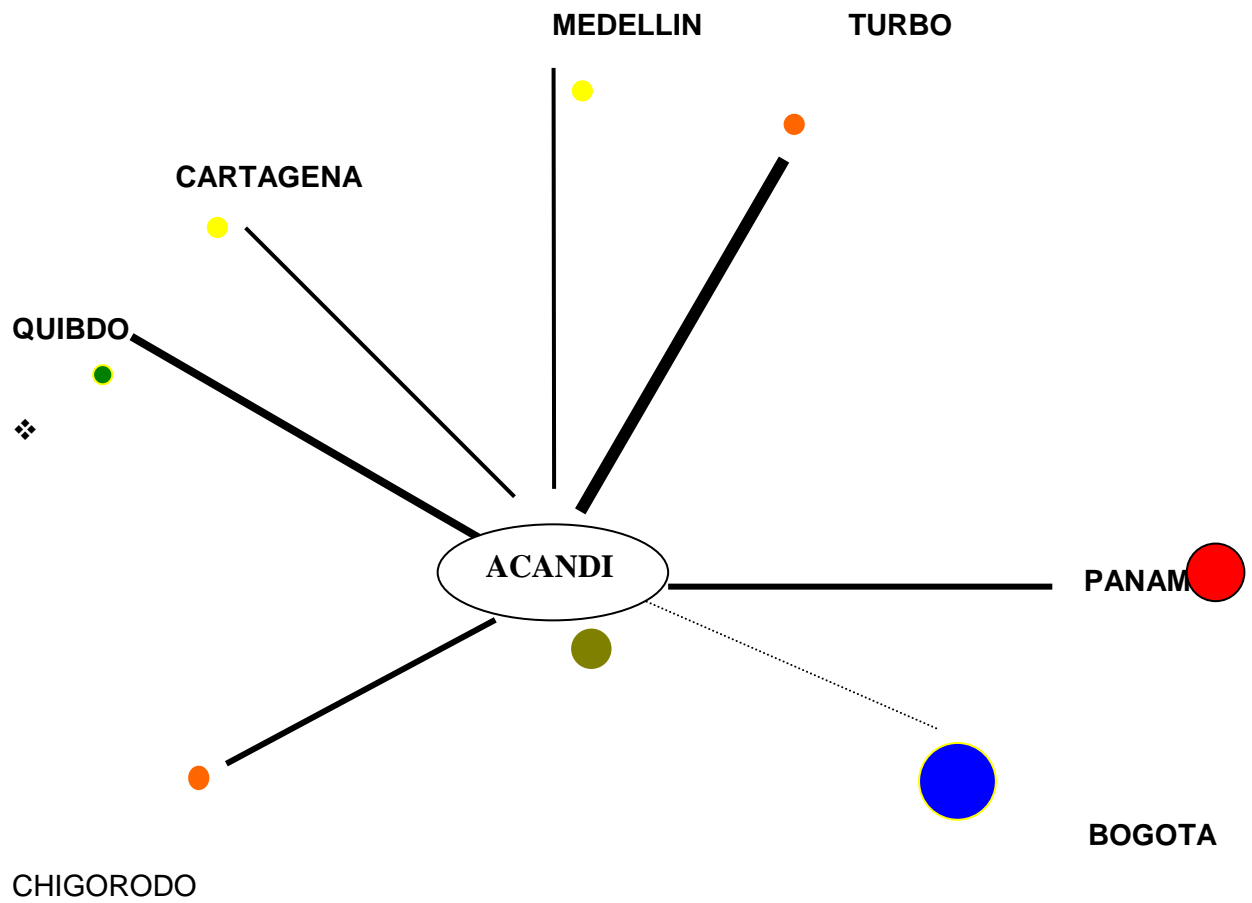 MEDELLIN TURBO
CARTAGENA
QUIBDO
ACANDI
PANAM
BOGOTA
CHIGORODO